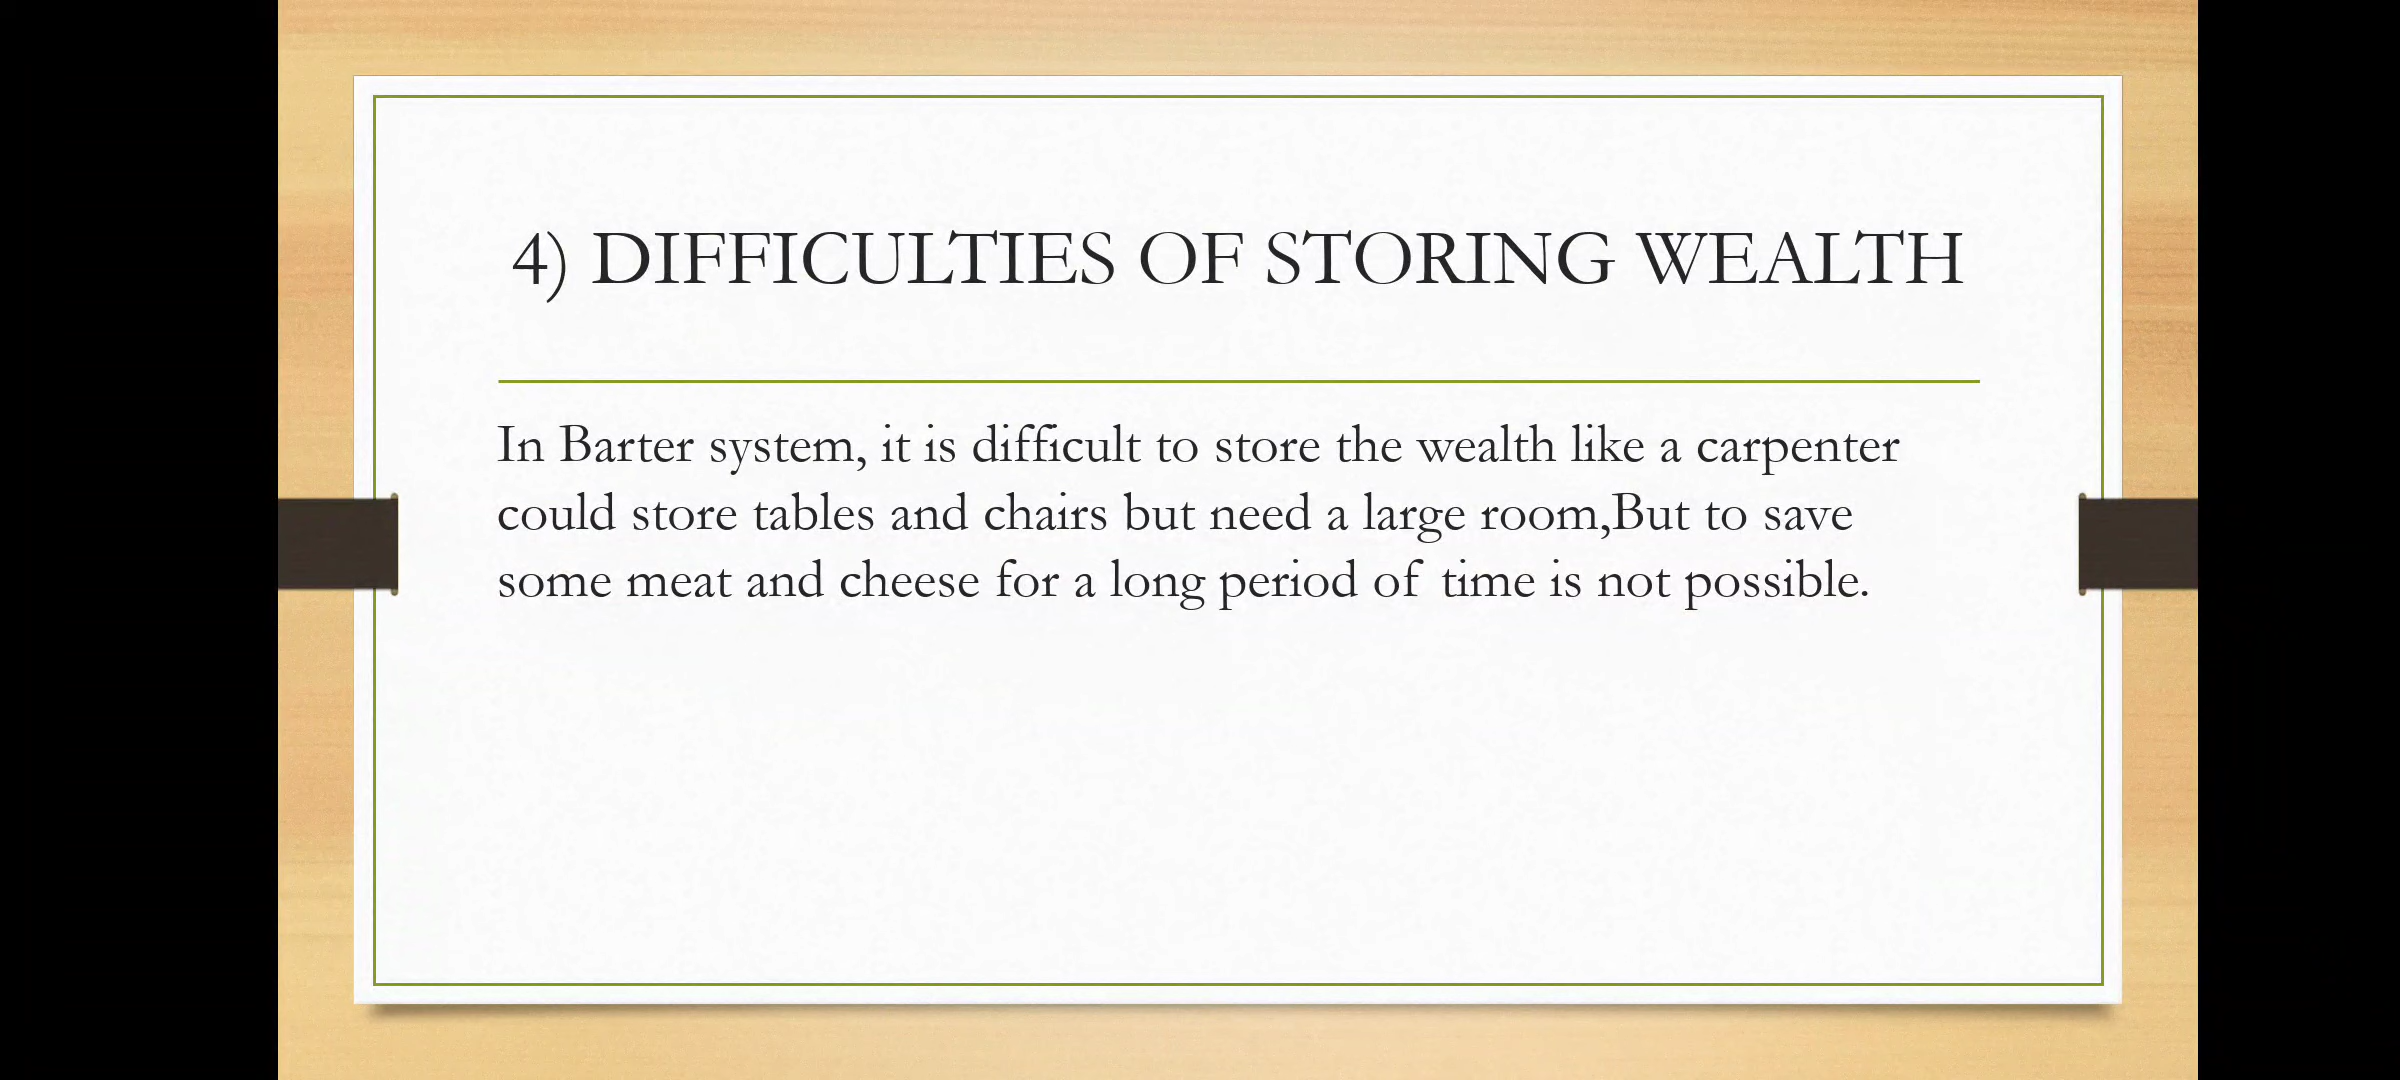 4) DIFFICULTIES OF STORING WEALTH
In Barter system, it is difficult to store the wealth like a carpenter
could store tables and chairs but need a large room,But to save
some meat and cheese for a long period of time is not possible.